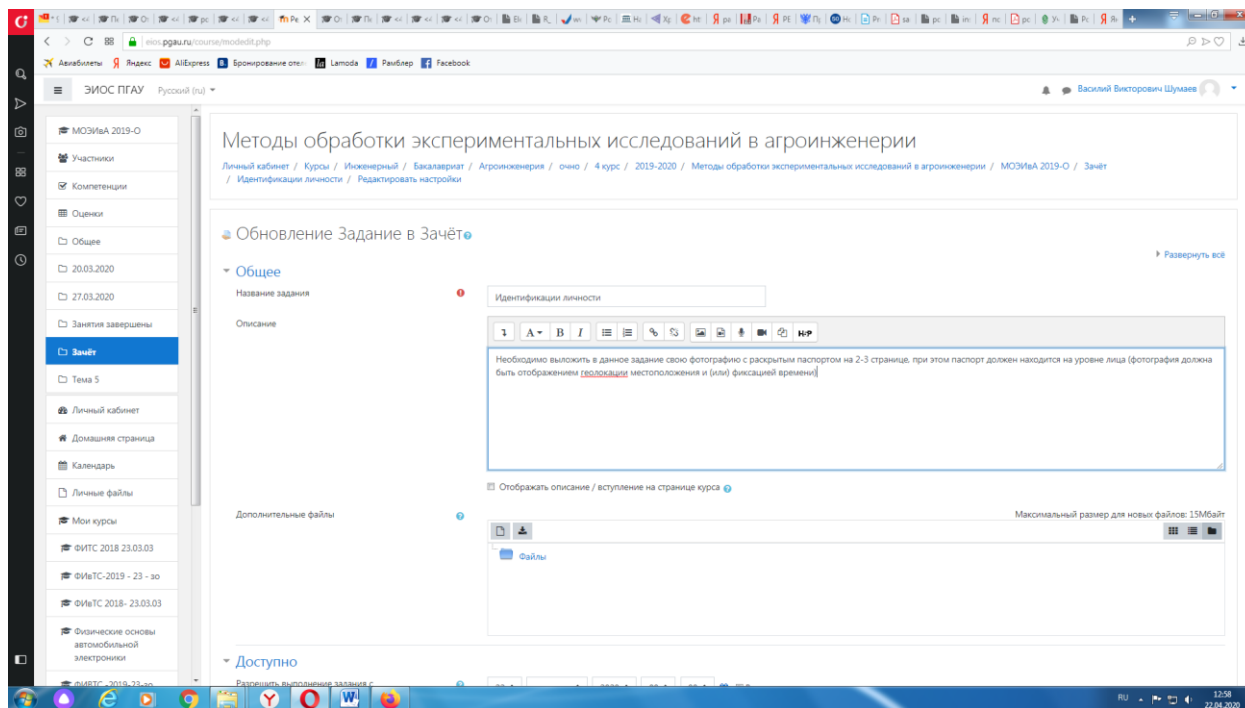 eios.pgau.ru/course/modedit.php
Авиабилеты Яндекс AliExpress Бронирование отел Lamoda Рамблер Facebook
ЭИОС ПГАУ Русский (ru)
Василий Викторович Шумаев
МОЭИвА 2019-О
Участники
Компетенции
Оценки
Общее
20.03.2020
27.03.2020
Занятия завершены
Зачёт
Тема 5
Личный кабинет
Домашняя страница
Календарь
Личные файлы
Мои курсы
ФИТС 2018 23.03.03
ФИвТС-2019 - 23 - зо
ФИвТС 2018- 23.03.03
Физические основы
автомобильной
электроники
Методы обработки экспериментальных исследований в агроинженерии
Личный кабинет / Курсы / Инженерный / Бакалавриат / Агроинженерия / очно / 4 курс / 2019-2020 / Методы обработки экспериментальных исследований в агроинженерии / МОЭИвА 2019-О / Зачёт
/ Идентификации личности / Редактировать настройки
Обновление Задание в Зачёт
Развернуть всё
Общее
Название задания
Идентификации личности
Описание
Необходимо выложить в данное задание свою фотографию с раскрытым паспортом на 2-3 странице, при этом паспорт должен находится на уровне лица (фотография должна
быть отображением геолокации местоположения и (или) фиксацией времени)
Отображать описание / вступление на странице курса
Дополнительные файлы
Максимальный размер для новых файлов: 15Мбайт
Файлы
Доступно
Разрешить выполнение задания с
RU
12:58
22.04.2020